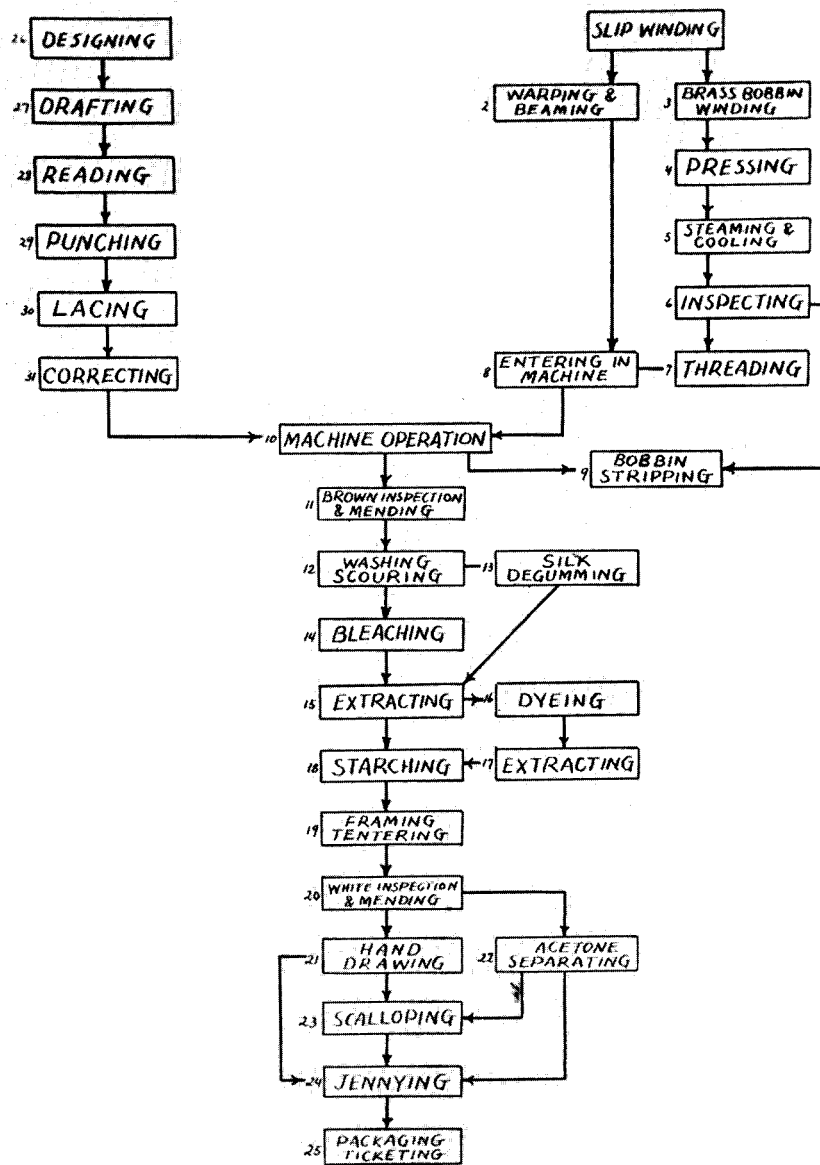 26 DESIGNING
27 DRAFTING
28 READING
29 PUNCHING
30 LACING
31 CORRECTING
SLIP WINDING
2 WARPING &
BEAMING
3 BRASS BOBBIN
WINDING
4 PRESSING
5 STEAMING &
COOLING
6 INSPECTING
7 THREADING
8 ENTERING IN
MACHINE
9 BOBBIN
STRIPPING
10 MACHINE OPERATION
11 BROWN INSPECTION
& MENDING
12 WASHING
SCOURING
13 SILK
DEGUMMING
14 BLEACHING
15 EXTRACTING
16 DYEING
17 EXTRACTING
18 STARCHING
19 FRAMING
TENTERING
20 WHITE INSPECTION
& MENDING
21 HAND
DRAWING
22 ACETONE
SEPARATING
23 SCALLOPING
24 JENNYING
25 PACKAGING
TICKETING